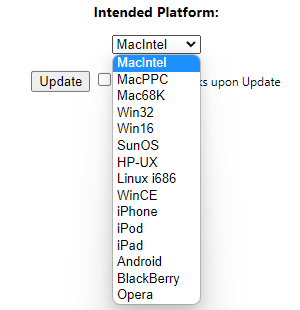 Intended Platform:
MacIntel
MacIntel
MacPPC
Update
ks upon Update
Mac68K
Win32
Win16
SunOS
HP-UX
Linux i686
WinCE
iPhone
iPod
iPad
Android
BlackBerry
Opera